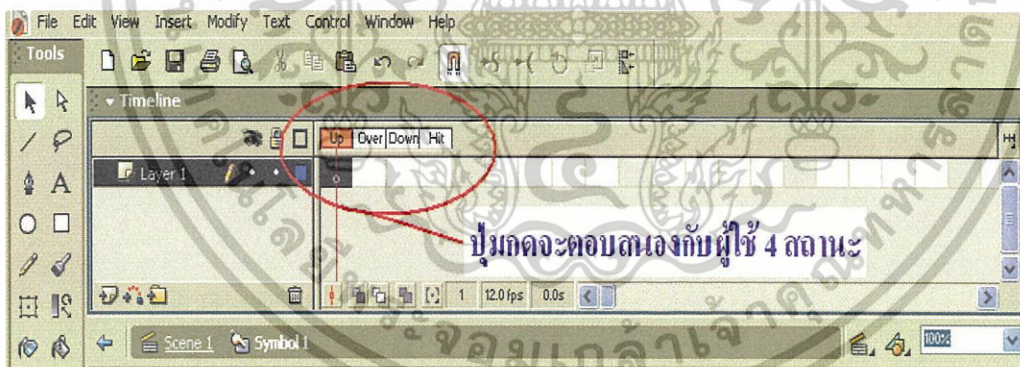 File Edit View Insert Modify Text Control Window Help
Tools
Timeline
Up Over Down Hit
Layer 1
ปุ่มกดจะตอบสนองกับผู้ใช้ 4 สถานะ
1 12.0 fps 0.0s
Scene 1 Symbol 1 100%